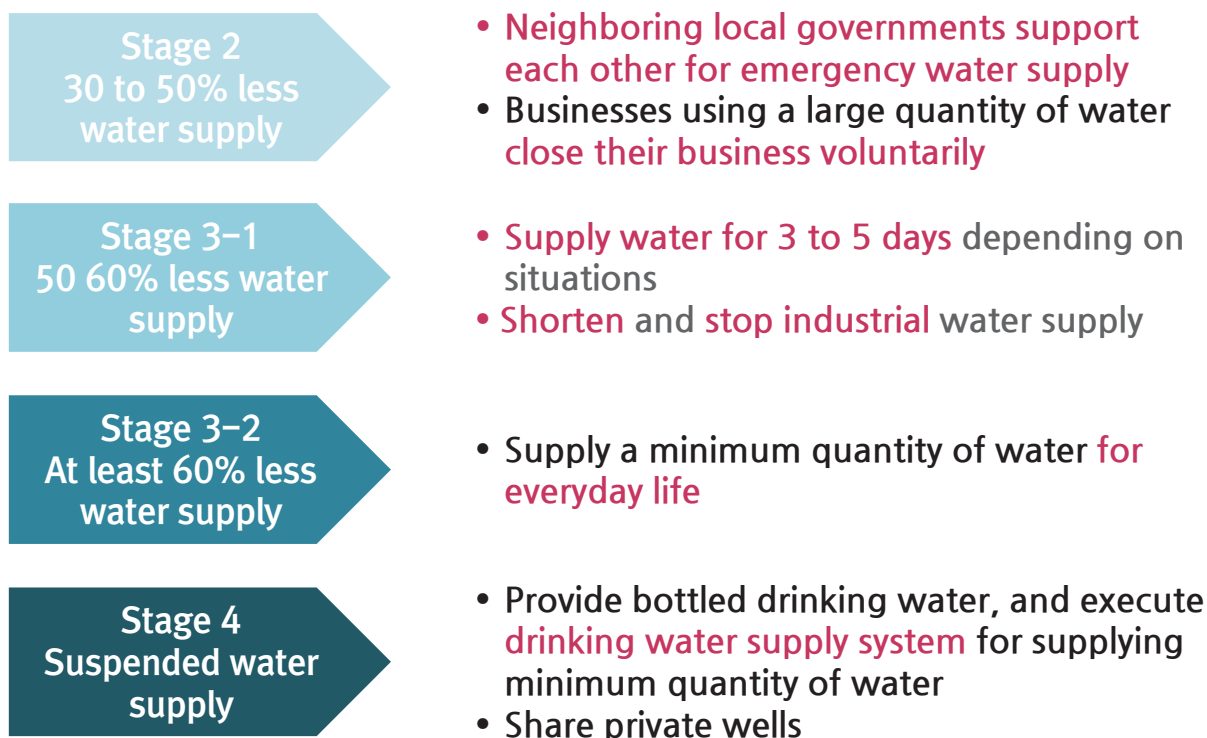 Stage 2
30 to 50% less
water supply
• Neighboring local governments support
each other for emergency water supply
• Businesses using a large quantity of water
close their business voluntarily
Stage 3-1
50 60% less water
supply
• Supply water for 3 to 5 days depending on
situations
• Shorten and stop industrial water supply
Stage 3-2
At least 60% less
water supply
• Supply a minimum quantity of water for
everyday life
Stage 4
Suspended water
supply
• Provide bottled drinking water, and execute
drinking water supply system for supplying
minimum quantity of water
• Share private wells